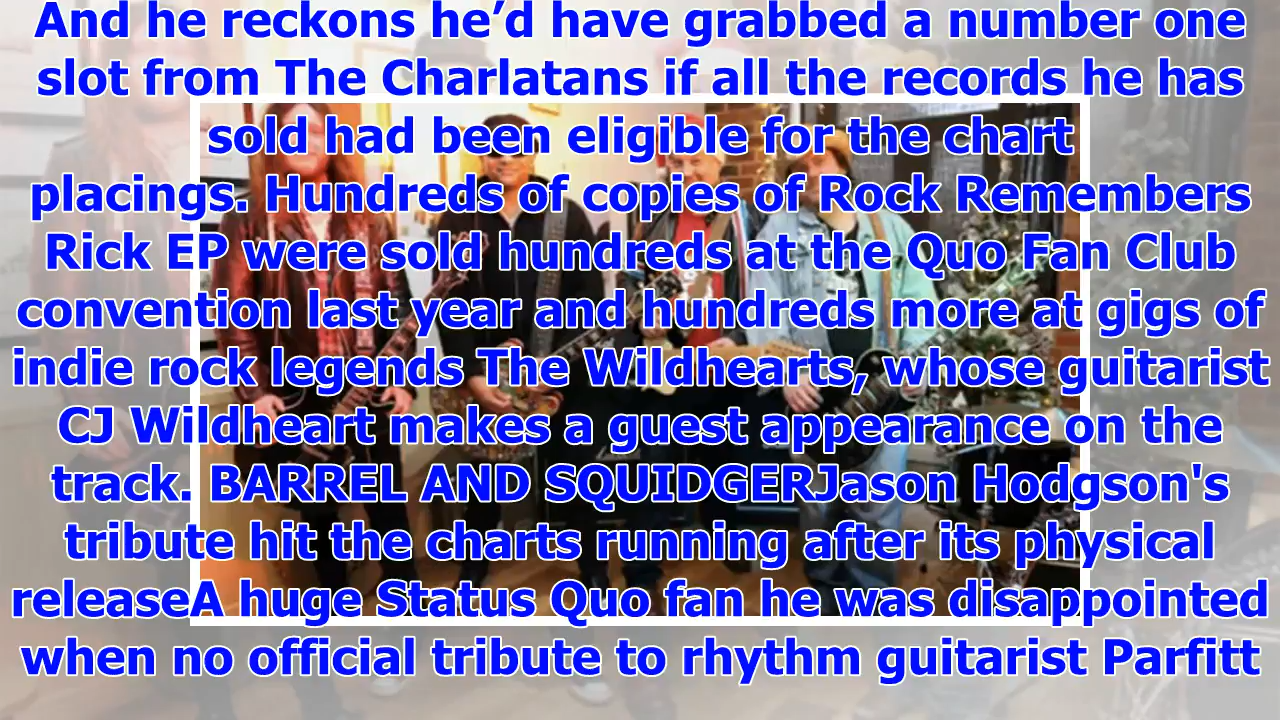 And he reckons he’d have grabbed a number one
slot from The Charlatans if all the records he has
sold had been eligible for the chart
placings. Hundreds of copies of Rock Remembers
Rick EP were sold hundreds at the Quo Fan Club
convention last year and hundreds more at gigs of
indie rock legends The Wildhearts, whose guitarist
CJ Wildheart makes a guest appearance on the
track. BARREL AND SQUIDGERJason Hodgson's
tribute hit the charts running after its physical
releaseA huge Status Quo fan he was disappointed
when no official tribute to rhythm guitarist Parfitt